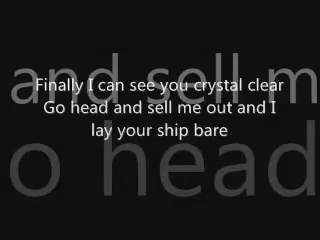 and sell m
Finally I can see you crystal clear
Go head and sell me out and I
lay your ship bare
o head